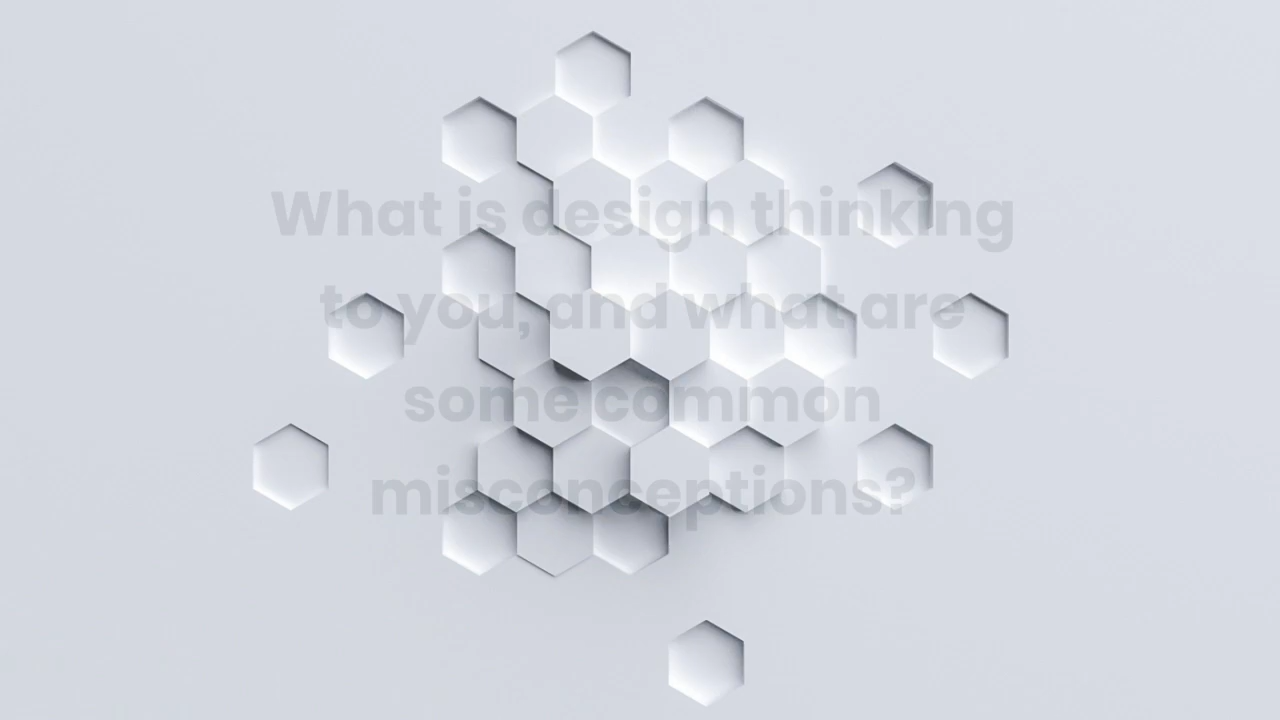 What is design thinking
to you, and what are
some common
misconceptions?